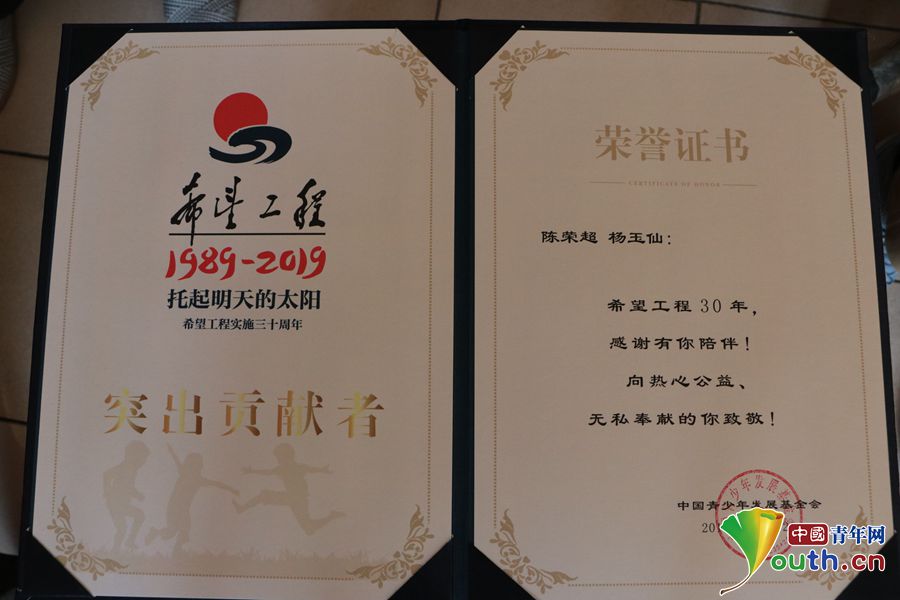 希望工程
1989-2019
托起明天的太阳
希望工程实施三十周年
突出贡献者
荣誉证书
CERTIFICATE OF HONOR
陈荣超 杨玉仙：
希望工程 30 年，
感谢有你陪伴！
向热心公益、
无私奉献的你致敬！
中国青少年发展基金会
中国青年网
Youth.cn